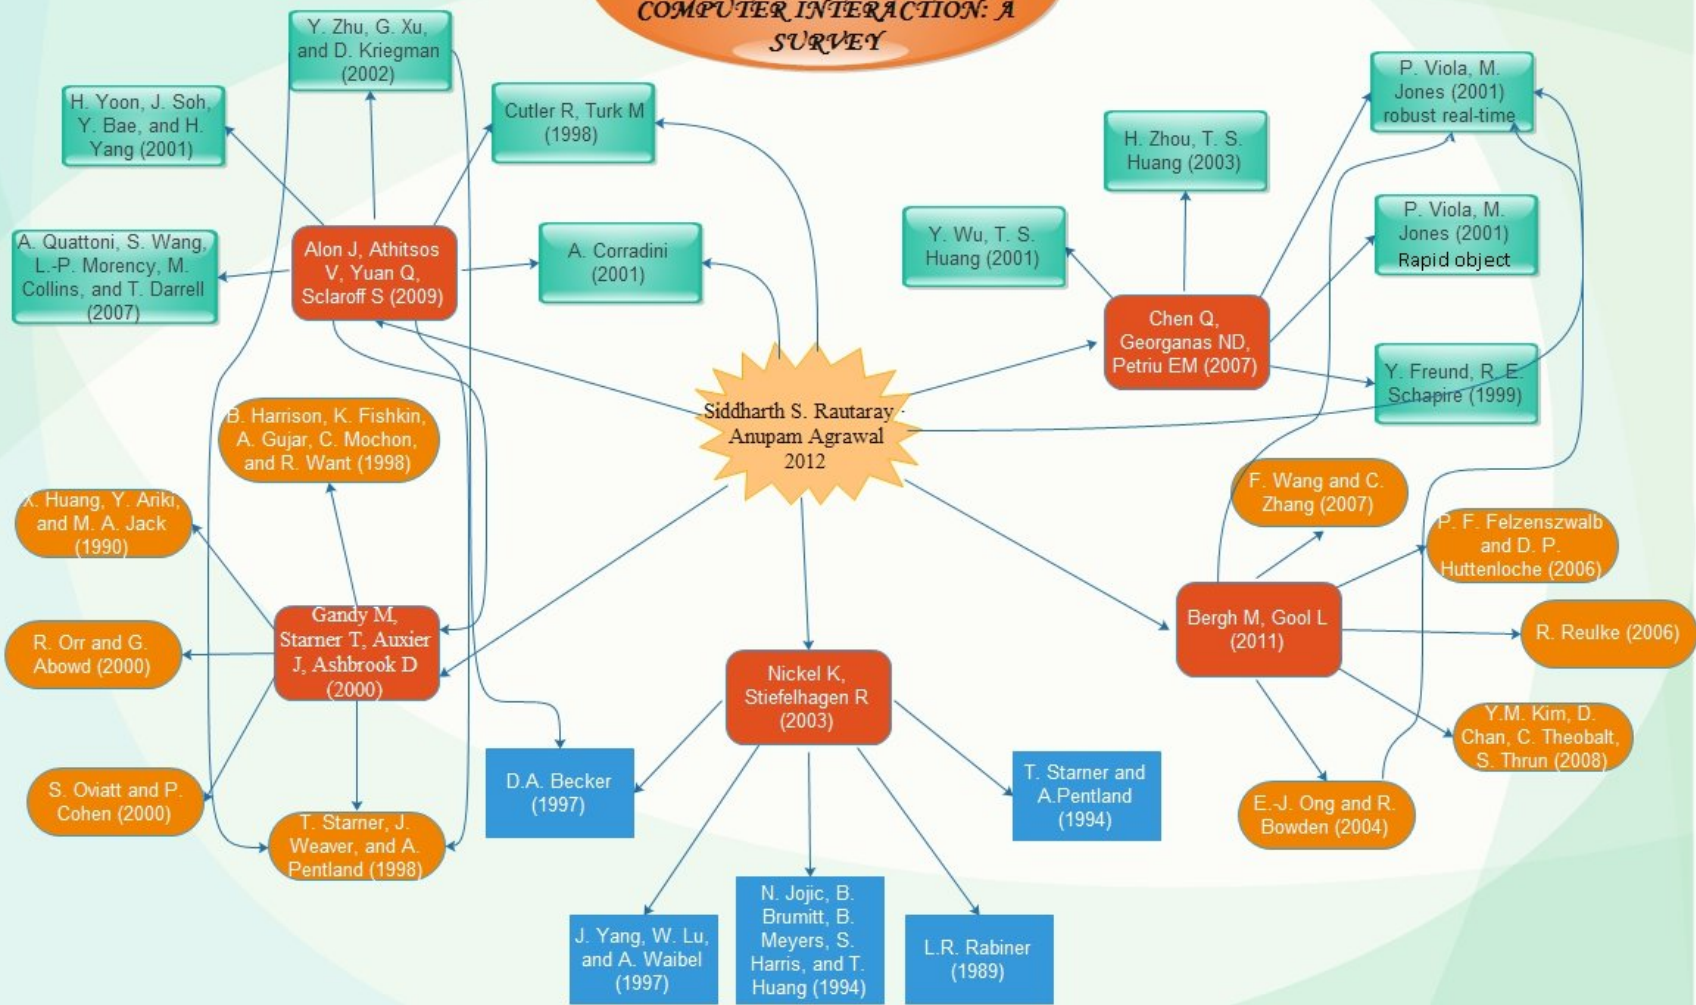 COMPUTER INTERACTION: A
SURVEY
Y. Zhu, G. Xu,
and D. Kriegman
(2002)
H. Yoon, J. Soh,
Y. Bae, and H.
Yang (2001)
Cutler R, Turk M
(1998)
P. Viola, M.
Jones (2001)
robust real-time
H. Zhou, T. S.
Huang (2003)
A. Quattoni, S. Wang,
L.-P. Morency, M.
Collins, and T. Darrell
(2007)
Alon J, Athitsos
V, Yuan Q,
Sclaroff S (2009)
A. Corradini
(2001)
Y. Wu, T. S.
Huang (2001)
P. Viola, M.
Jones (2001)
Rapid object
Chen Q,
Georganas ND,
Petriu EM (2007)
Y. Freund, R. E.
Schapire (1999)
Siddharth S. Rautaray ·
Anupam Agrawal
2012
B. Harrison, K. Fishkin,
A. Gujar, C. Mochon,
and R. Want (1998)
X. Huang, Y. Ariki,
and M. A. Jack
(1990)
F. Wang and C.
Zhang (2007)
P. F. Felzenszwalb
and D. P.
Huttenloche (2006)
R. Orr and G.
Abowd (2000)
Gandy M,
Starner T, Auxier
J, Ashbrook D
(2000)
Bergh M, Gool L
(2011)
R. Reulke (2006)
Nickel K,
Stiefelhagen R
(2003)
Y.M. Kim, D.
Chan, C. Theobalt,
S. Thrun (2008)
S. Oviatt and P.
Cohen (2000)
D.A. Becker
(1997)
T. Starner and
A.Pentland
(1994)
E.-J. Ong and R.
Bowden (2004)
T. Starner, J.
Weaver, and A.
Pentland (1998)
J. Yang, W. Lu,
and A. Waibel
(1997)
N. Jojic, B.
Brumitt, B.
Meyers, S.
Harris, and T.
Huang (1994)
L.R. Rabiner
(1989)